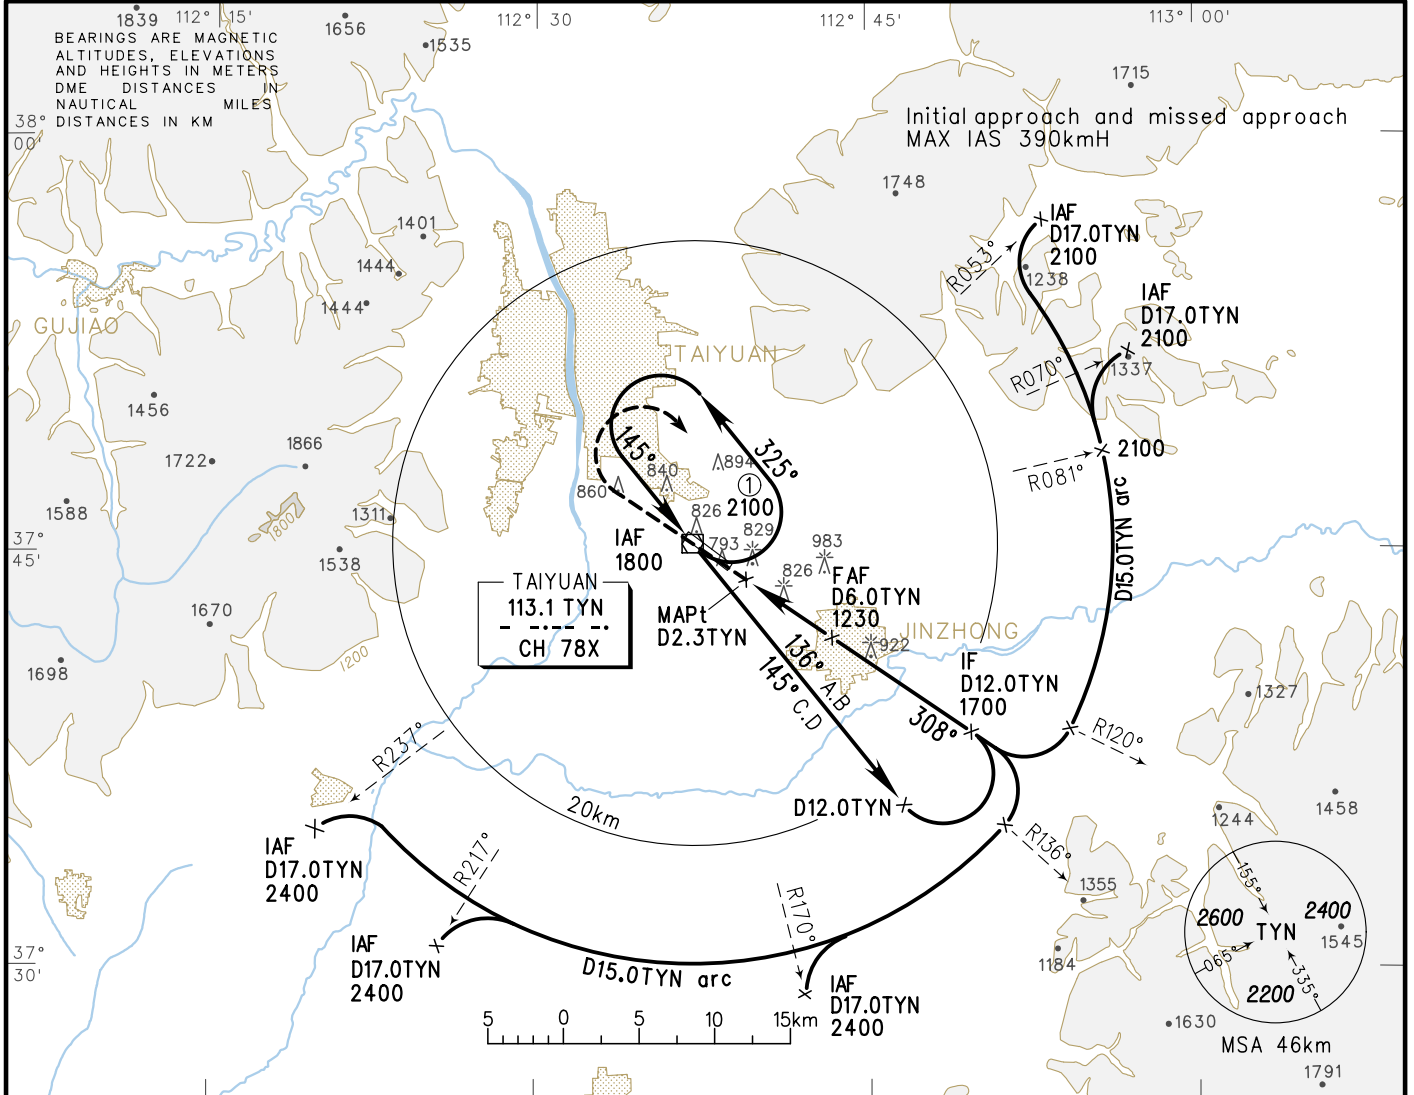 1839
112° 15'
1656
112° 30
112° 45'
113° 00'
BEARINGS ARE MAGNETIC
ALTITUDES, ELEVATIONS
AND HEIGHTS IN METERS
DME DISTANCES IN
NAUTICAL MILES
DISTANCES IN KM
1535
1715
38°
00'
Initial approach and missed approach
MAX IAS 390kmH
1748
1401
1444
1444
GUJIAO
IAF
D17.0TYN
2100
R053°
1238
IAF
D17.0TYN
2100
R070°
1337
TAIYUAN
1456
1722
1866
1588
1800
1311
1538
1670
1698
1200
145°
325°
894
840
860
1
2100
826
829
793
983
826
2100
R081°
D15.0TYN arc
37°
45'
IAF
1800
TAIYUAN
113.1 TYN
CH 78X
MAPt
D2.3TYN
FAF
D6.0TYN
1230
JINZHONG
922
136° A.B
145° C.D
IF
D12.0TYN
1700
308°
1327
R120°
R237°
20km
D12.0TYN
R136°
1458
1244
IAF
D17.0TYN
2400
R217°
R170°
1355
155°
2600
2400
TYN
1545
065°
335°
2200
MSA 46km
1184
37°
30'
IAF
D17.0TYN
2400
D15.0TYN arc
IAF
D17.0TYN
2400
5 0 5 10 15km
1630
1791